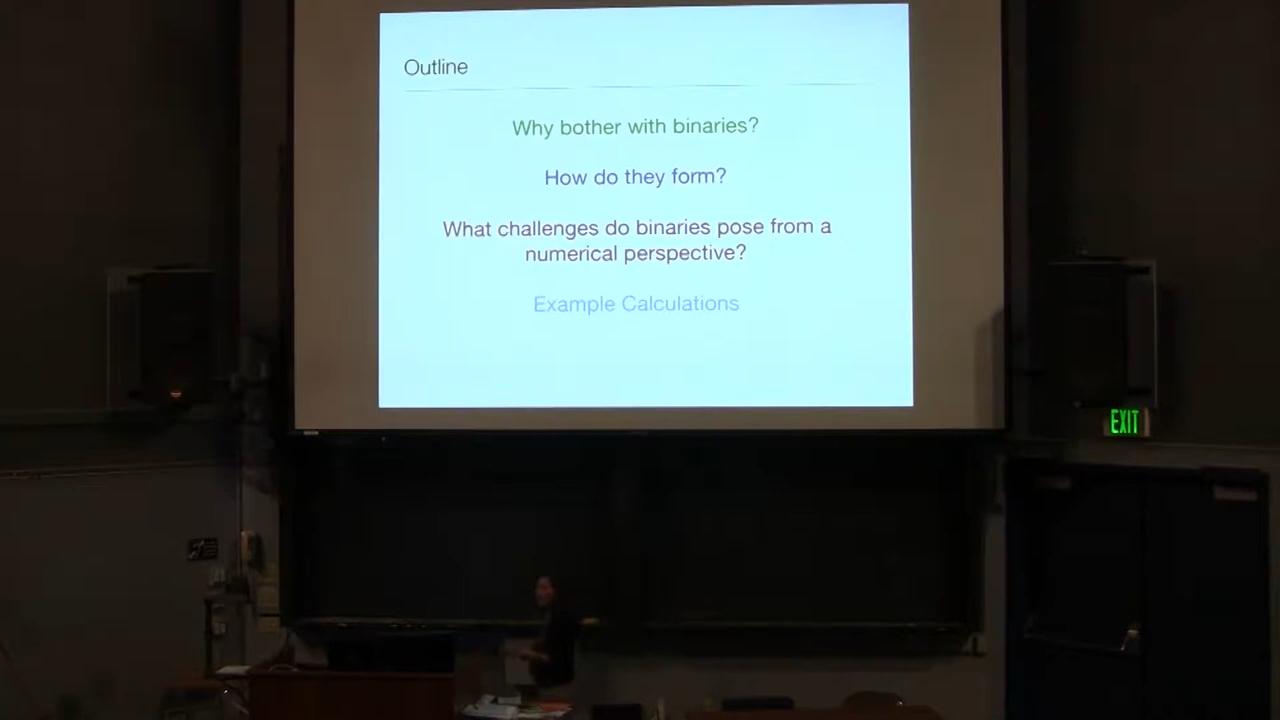 Outline
Why bother with binaries?
How do they form?
What challenges do binaries pose from a
numerical perspective?
Example Calculations
EXIT